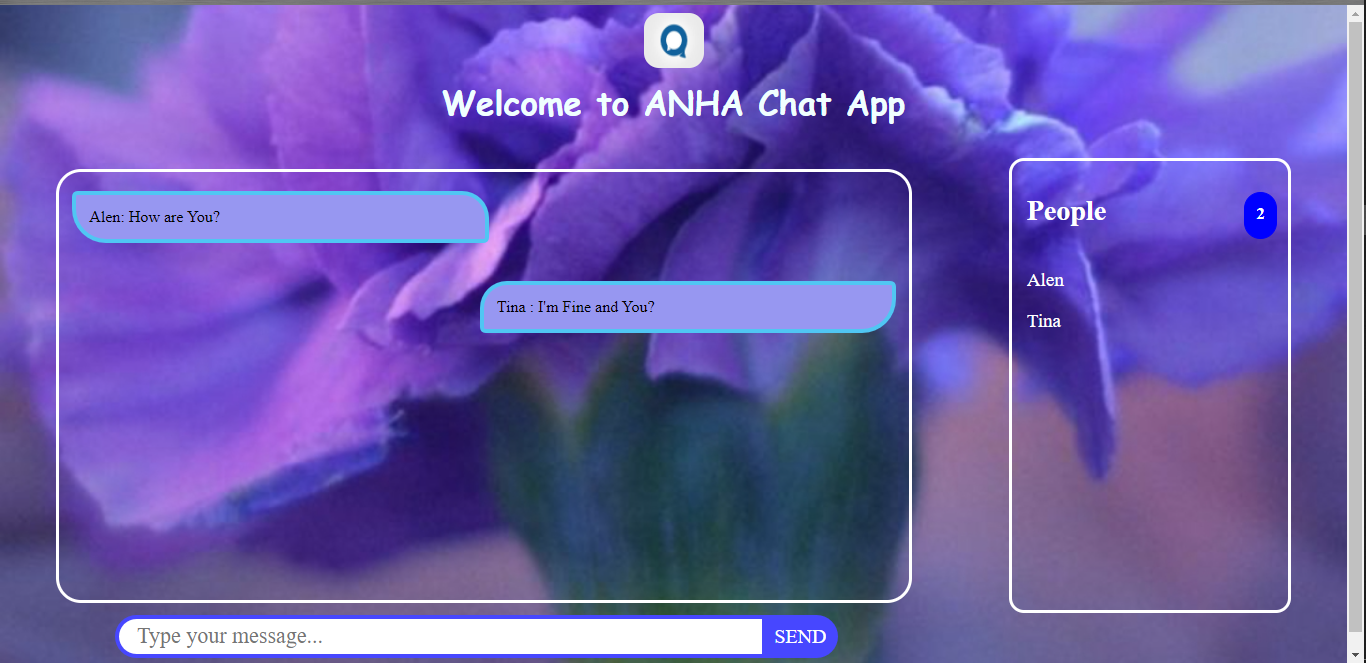 Welcome to ANHA Chat App
Alen: How are You?
Tina : I'm Fine and You?
People
2
Alen
Tina
Type your message...
SEND